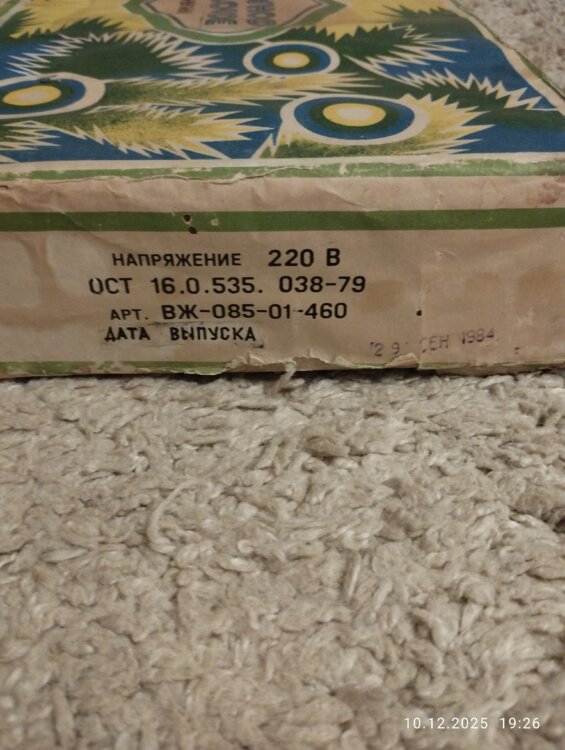 НАПРЯЖЕНИЕ 220 В
ОСТ 16.0.535. 038-79
АРТ. ВЖ-085-01-460
ДАТА ВЫПУСКА
29 СЕН 1984
10.12.2025 19:26